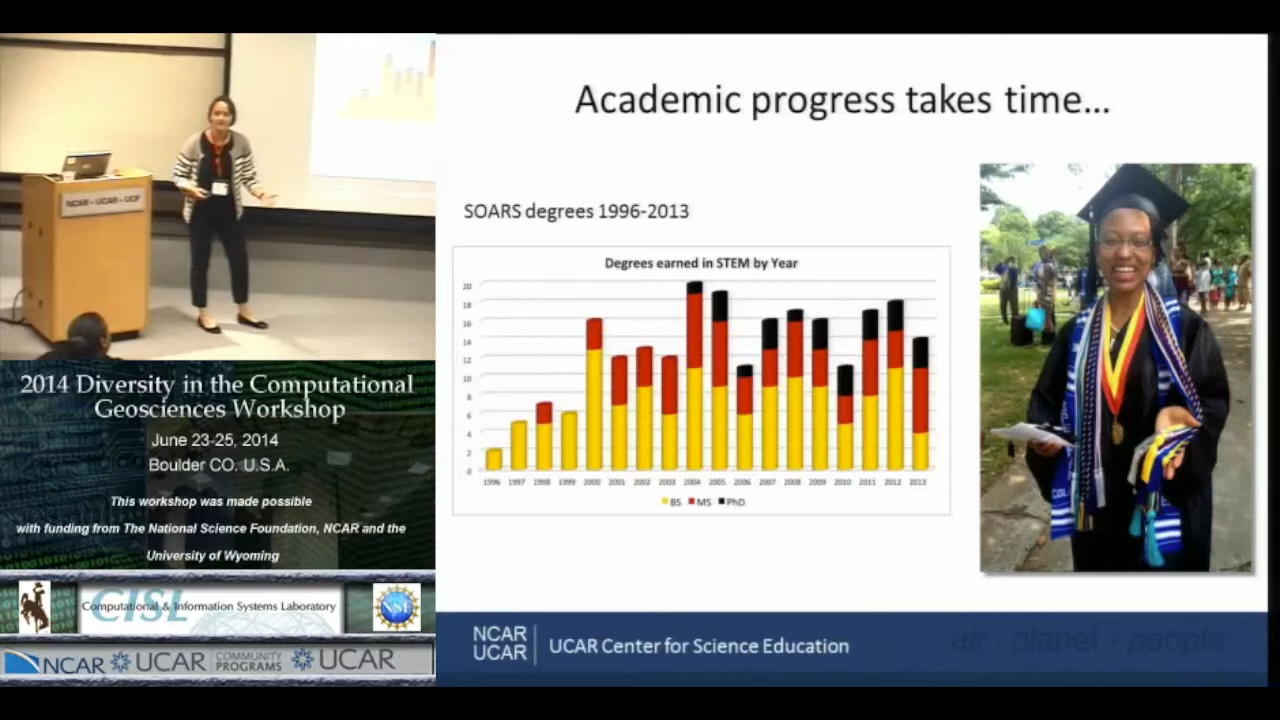 NCAR - UCAR - UCP
2014 Diversity in the Computational
Geosciences Workshop
June 23-25, 2014
Boulder CO. U.S.A.
This workshop was made possible
with funding from The National Science Foundation, NCAR and the
University of Wyoming
CISL
Computational & Information Systems Laboratory
NSF
NCAR
UCAR
COMMUNITY
PROGRAMS
UCAR
Academic progress takes time…
SOARS degrees 1996-2013
Degrees earned in STEM by Year
20
18
16
14
12
10
8
6
4
2
0
1996 1997 1998 1999 2000 2001 2002 2003 2004 2005 2006 2007 2008 2009 2010 2011 2012 2013
BS MS PhD
NCAR
UCAR
UCAR Center for Science Education
air · planet · people